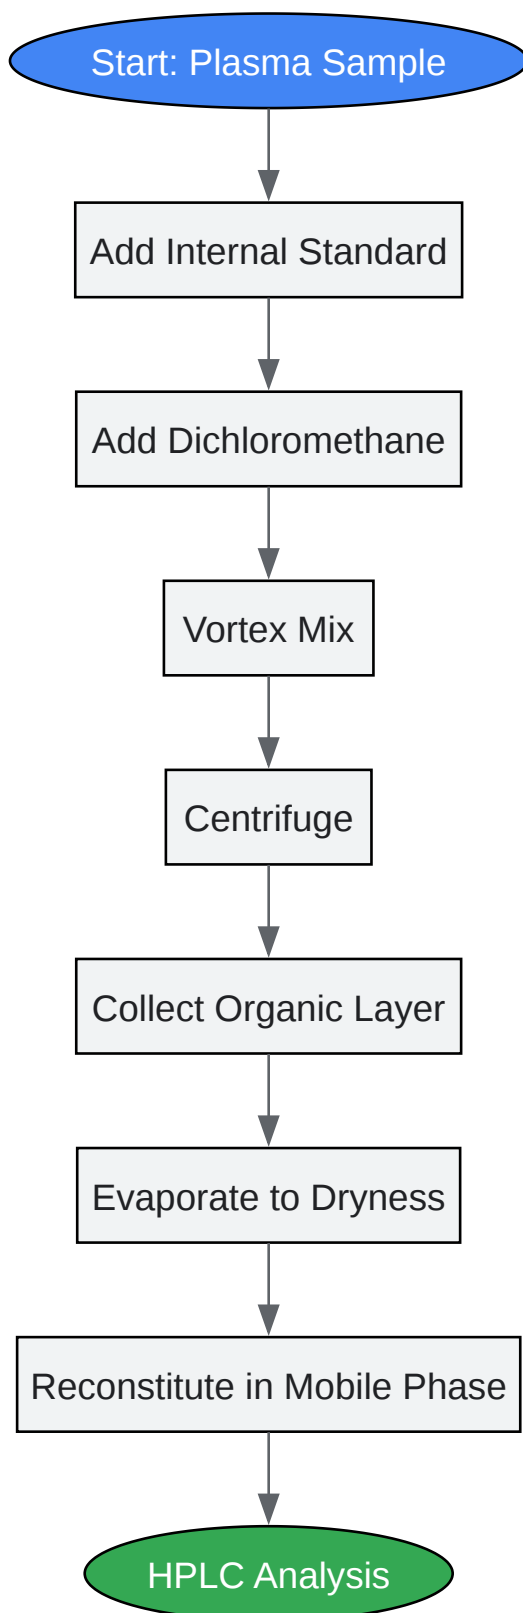 Start: Plasma Sample
Add Internal Standard
Add Dichloromethane
Vortex Mix
Centrifuge
Collect Organic Layer
Evaporate to Dryness
Reconstitute in Mobile Phase
HPLC Analysis